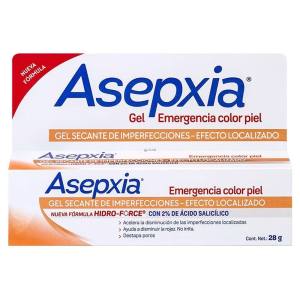 NUEVA
FÓRMULA
Asepxia®
Gel Emergencia color piel
GEL SECANTE DE IMPERFECCIONES - EFECTO LOCALIZADO
Asepxia®
Emergencia color piel
GEL SECANTE DE IMPERFECCIONES - EFECTO LOCALIZADO
NUEVA FÓRMULA HIDRO-FORCE® CON 2% DE ÁCIDO SALICÍLICO
• Acelera la disminución de las imperfecciones localizadas
• Ayuda a disminuir la rojez. No irrita.
• Destapa poros
Cont. Net.: 28 g